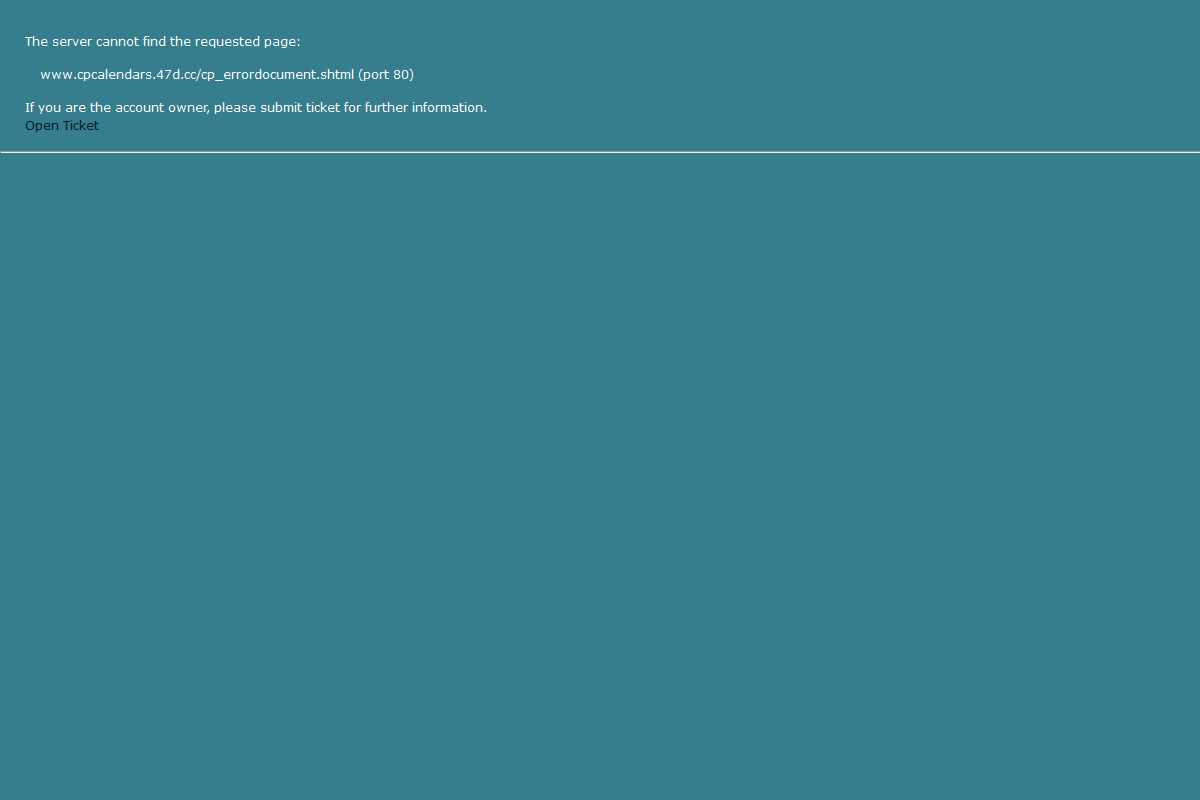 The server cannot find the requested page:
www.cpcalendars.47d.cc/cp_errordocument.shtml (port 80)
If you are the account owner, please submit ticket for further information.
Open Ticket